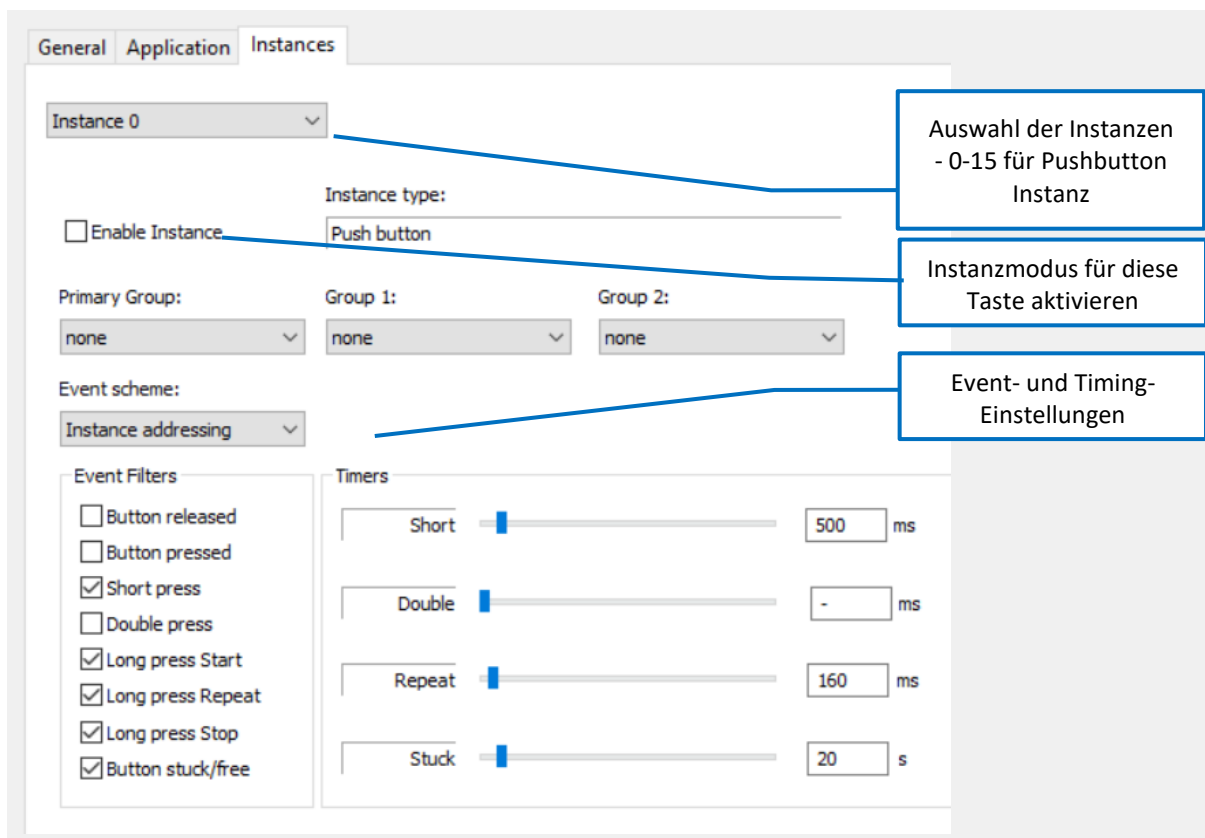 General Application Instances
Instance 0
Auswahl der Instanzen
- 0-15 für Pushbutton
Instanz
Instance type:
Enable Instance
Push button
Instanzmodus für diese
Taste aktivieren
Primary Group: Group 1: Group 2:
none none none
Event scheme:
Instance addressing
Event- und Timing-
Einstellungen
Event Filters
Button released
Button pressed
Short press
Double press
Long press Start
Long press Repeat
Long press Stop
Button stuck/free
Timers
Short 500 ms
Double - ms
Repeat 160 ms
Stuck 20 s